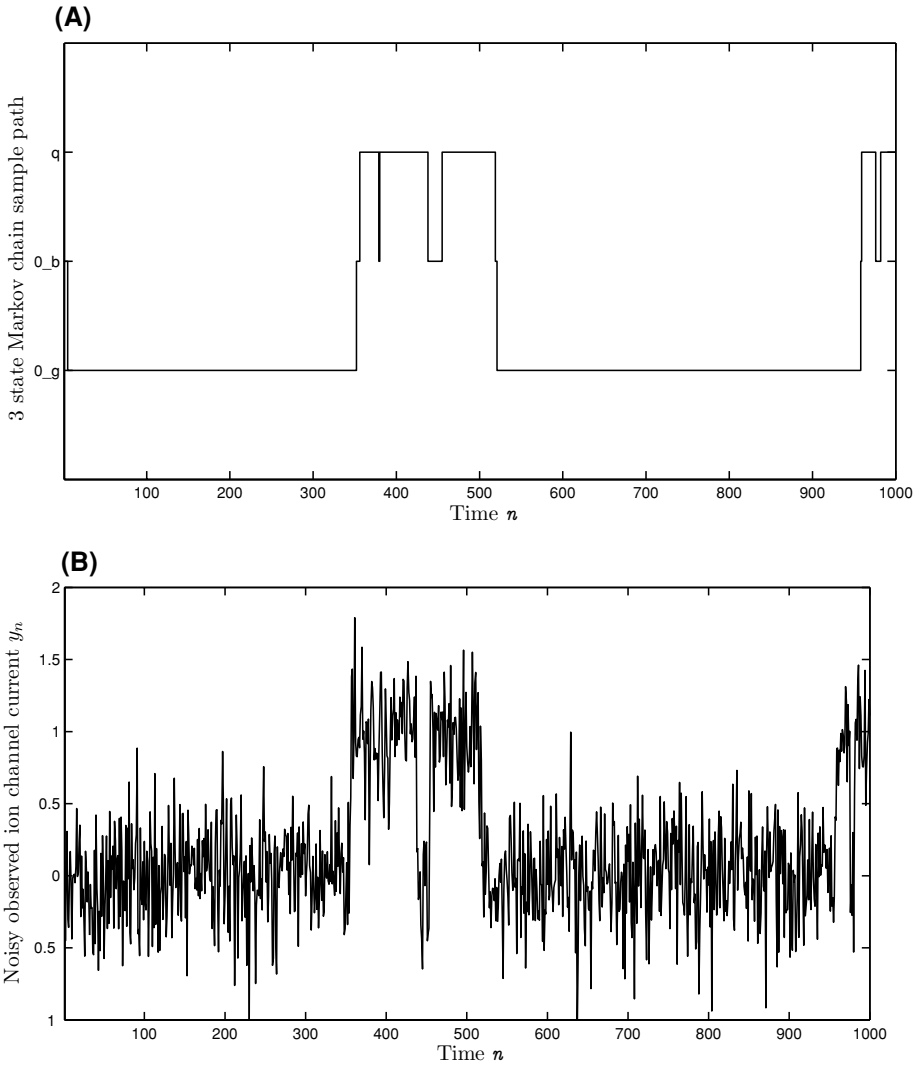 (A)
3 state Markov chain sample path
q
0_b
0_g
100 200 300 400 500 600 700 800 900 1000
Time n
(B)
Noisy observed ion channel current yn
2
1.5
1
0.5
0
0.5
1
100 200 300 400 500 600 700 800 900 1000
Time n